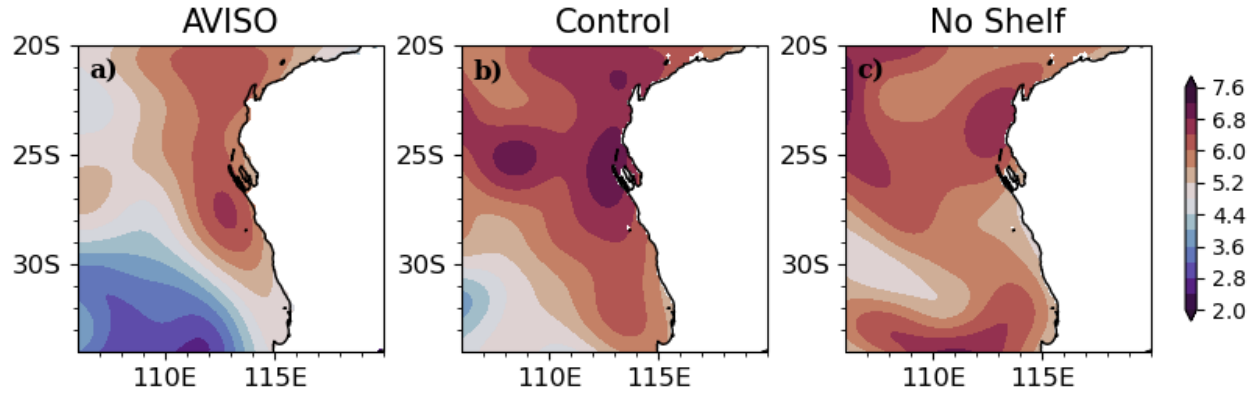 AVISO Control No Shelf
20S 20S 20S
a) b) c)
7.6
6.8
25S 25S 25S
6.0
5.2
4.4
3.6
30S 30S 30S
2.8
2.0
110E 115E 110E 115E 110E 115E